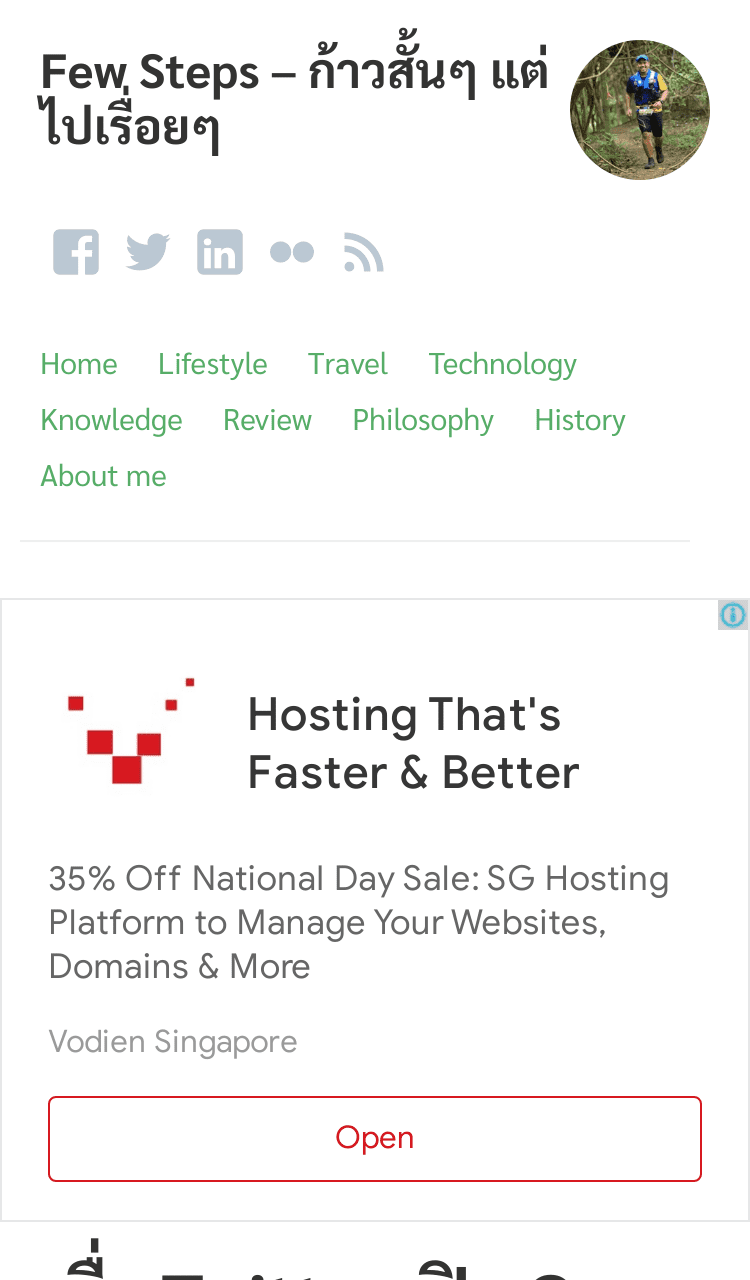 Few Steps – ก้าวสั้นๆ แต่
ไปเรื่อยๆ
Home Lifestyle Travel Technology
Knowledge Review Philosophy History
About me
Hosting That's
Faster & Better
35% Off National Day Sale: SG Hosting
Platform to Manage Your Websites,
Domains & More
Vodien Singapore
Open